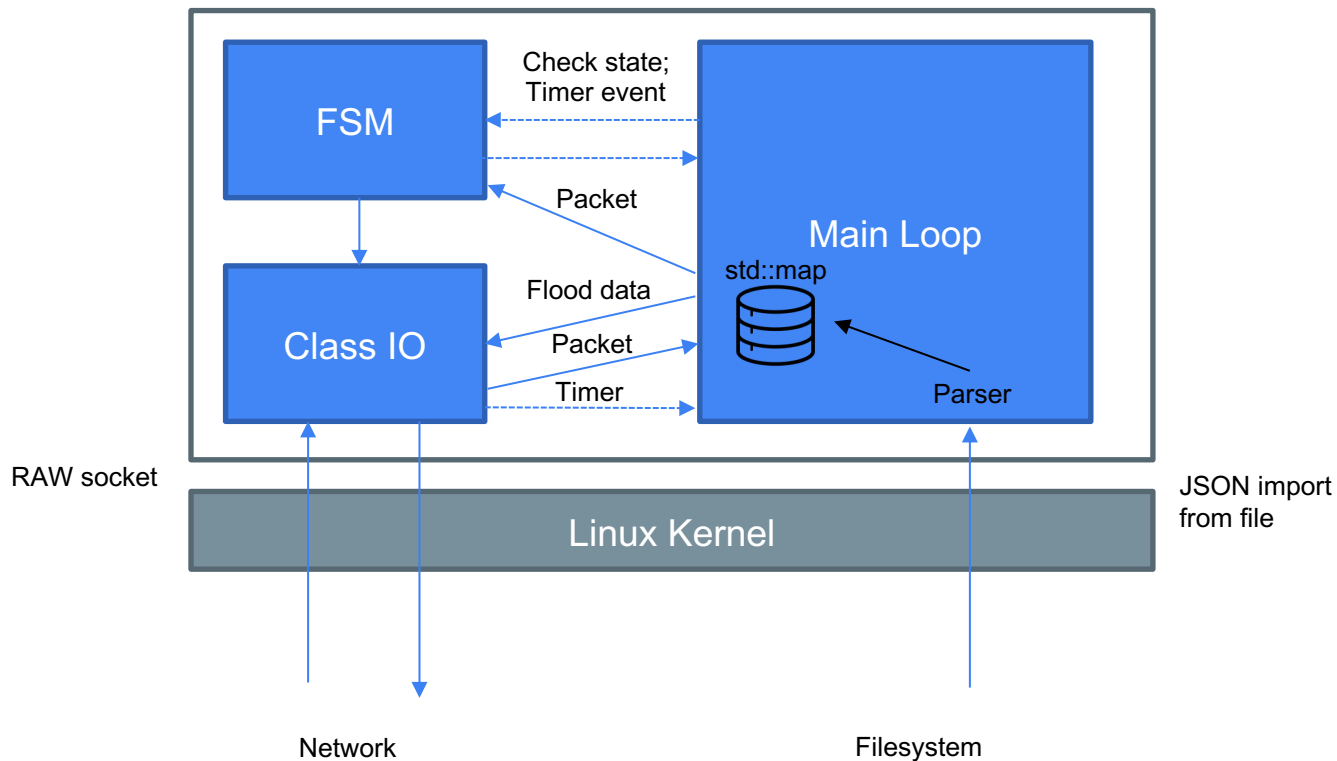 Check state;
Timer event
FSM
Packet
Main Loop
std::map
Flood data
Class IO
Packet
Timer
Parser
RAW socket
JSON import
from file
Linux Kernel
Network
Filesystem